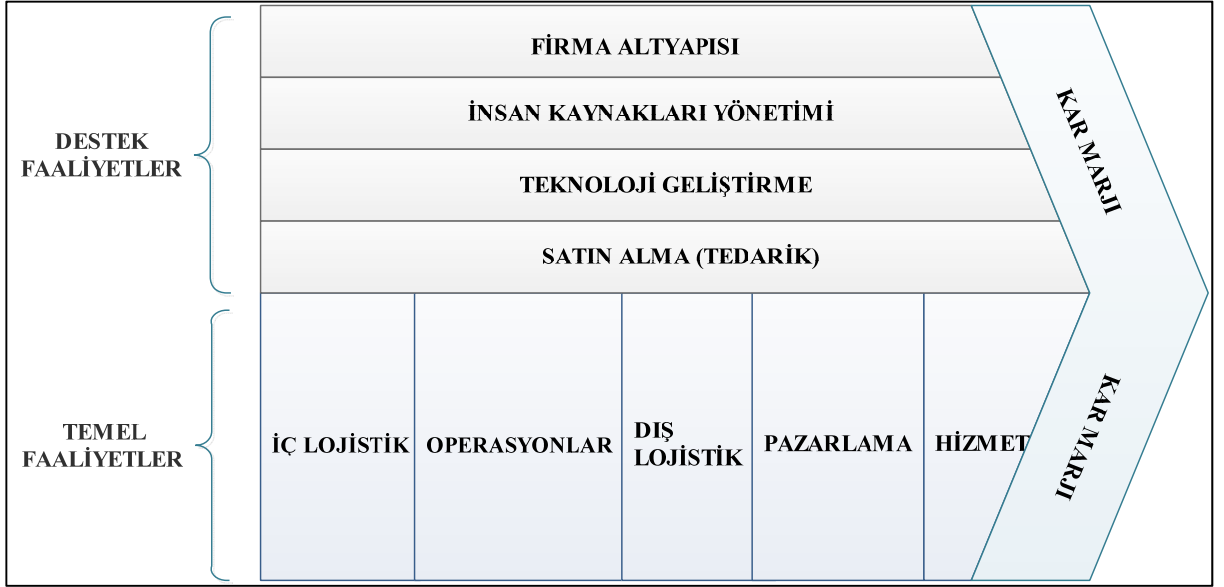 DESTEK
FAALİYETLER
FİRMA ALTYAPISI
İNSAN KAYNAKLARI YÖNETİMİ
TEKNOLOJİ GELİŞTİRME
SATIN ALMA (TEDARİK)
KAR MARJI
TEMEL
FAALİYETLER
İÇ LOJİSTİK
OPERASYONLAR
DIŞ
LOJİSTİK
PAZARLAMA
HİZMET
KAR MARJI